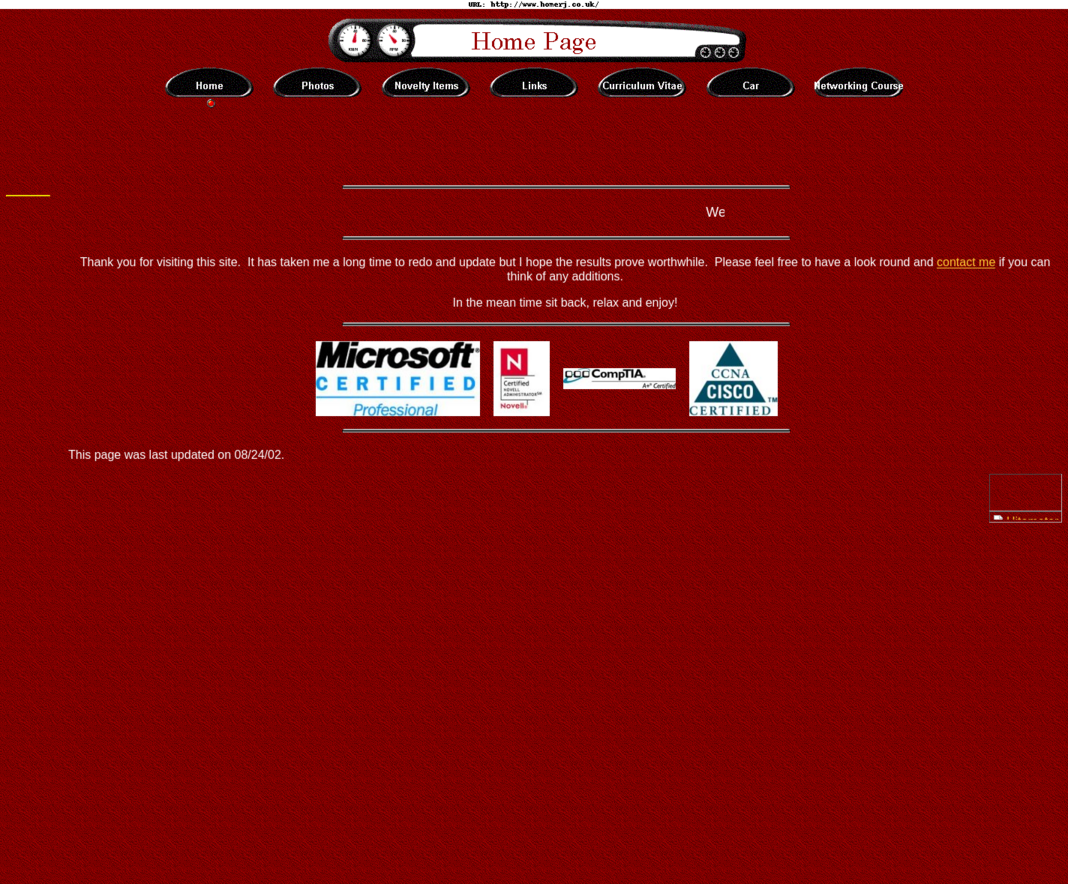 URL: http://www.homerj.co.uk/
Home Page
Home Photos Novelty Items Links Curriculum Vitae Car Networking Course
We
Thank you for visiting this site. It has taken me a long time to redo and update but I hope the results prove worthwhile. Please feel free to have a look round and contact me if you can
think of any additions.
In the mean time sit back, relax and enjoy!
Microsoft
CERTIFIED
Professional
N
Certified
NOVELL
ADMINISTRATOR
Novell.
CompTIA.
A+ Certified
CCNA
CISCO
CERTIFIED
TM
This page was last updated on 08/24/02.